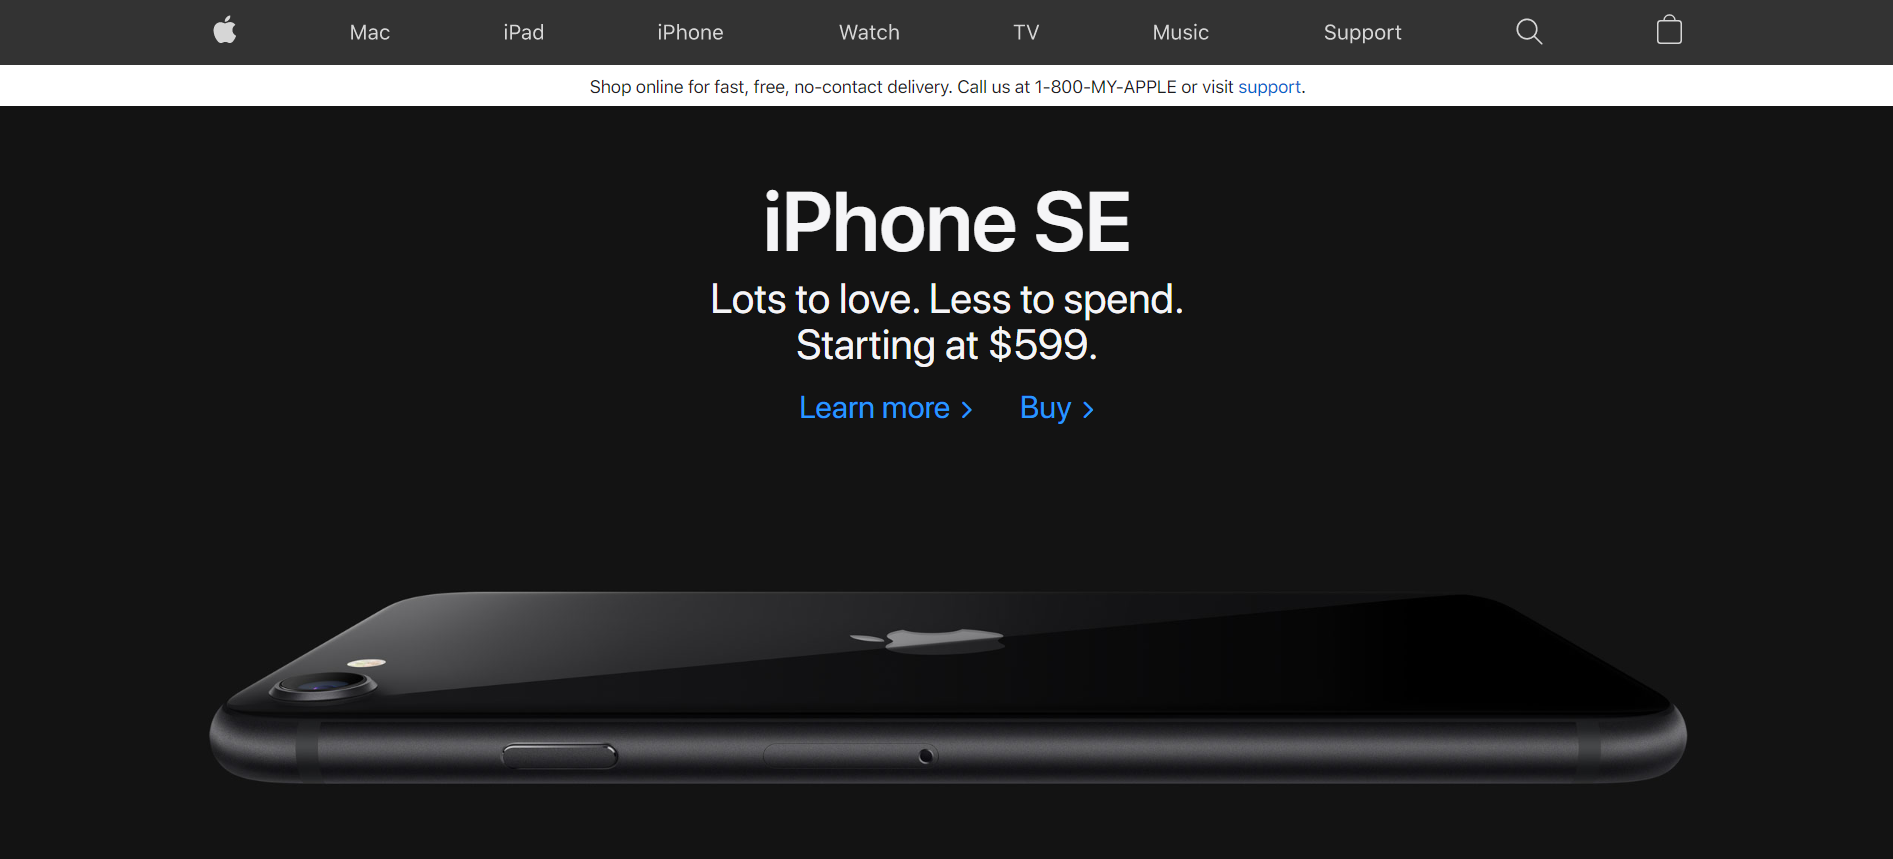 Mac iPad iPhone Watch TV Music Support
Shop online for fast, free, no-contact delivery. Call us at 1-800-MY-APPLE or visit support.
iPhone SE
Lots to love. Less to spend.
Starting at $599.
Learn more > Buy >